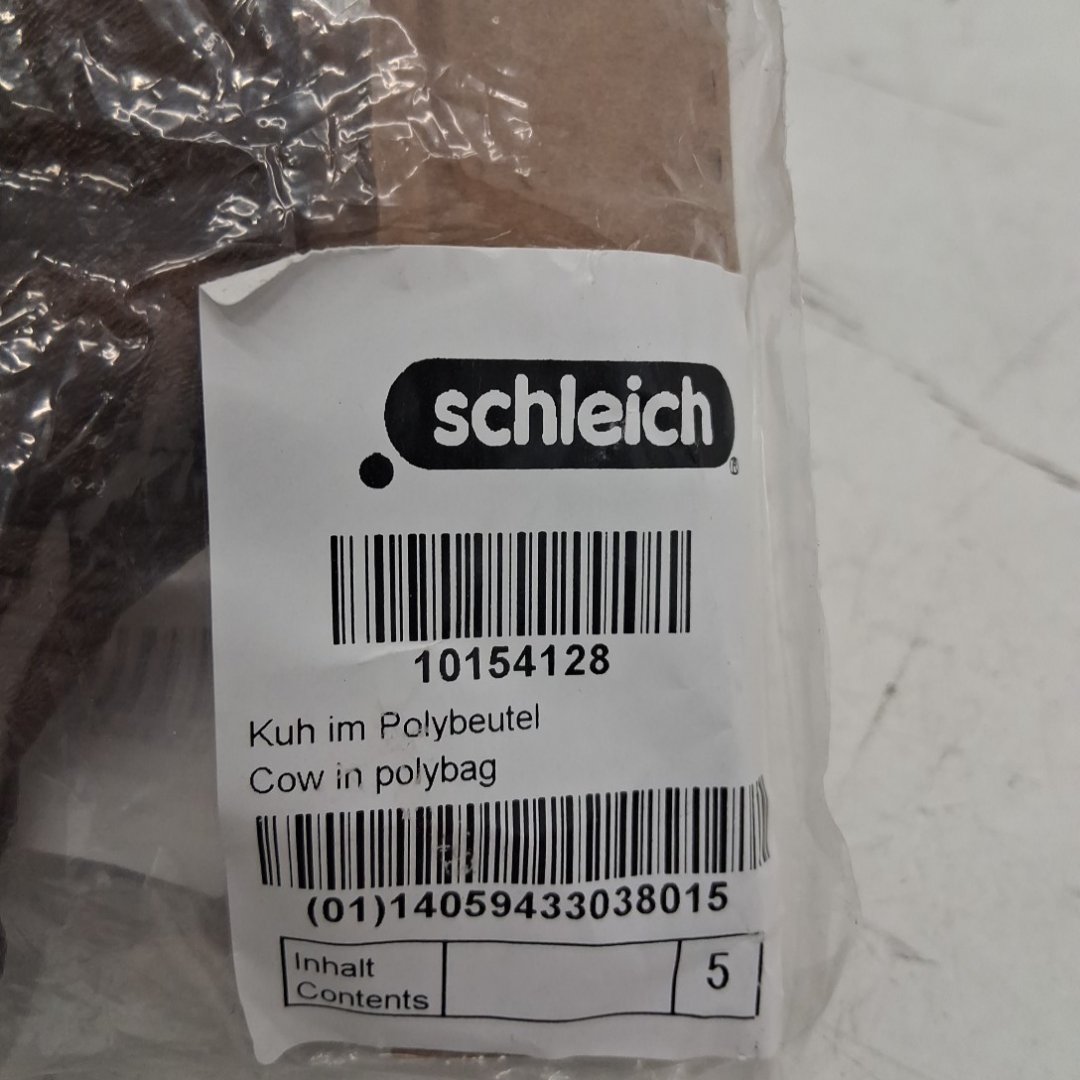 schleich
®
10154128
Kuh im Polybeutel
Cow in polybag
(01)14059433038015
Inhalt
Contents
5